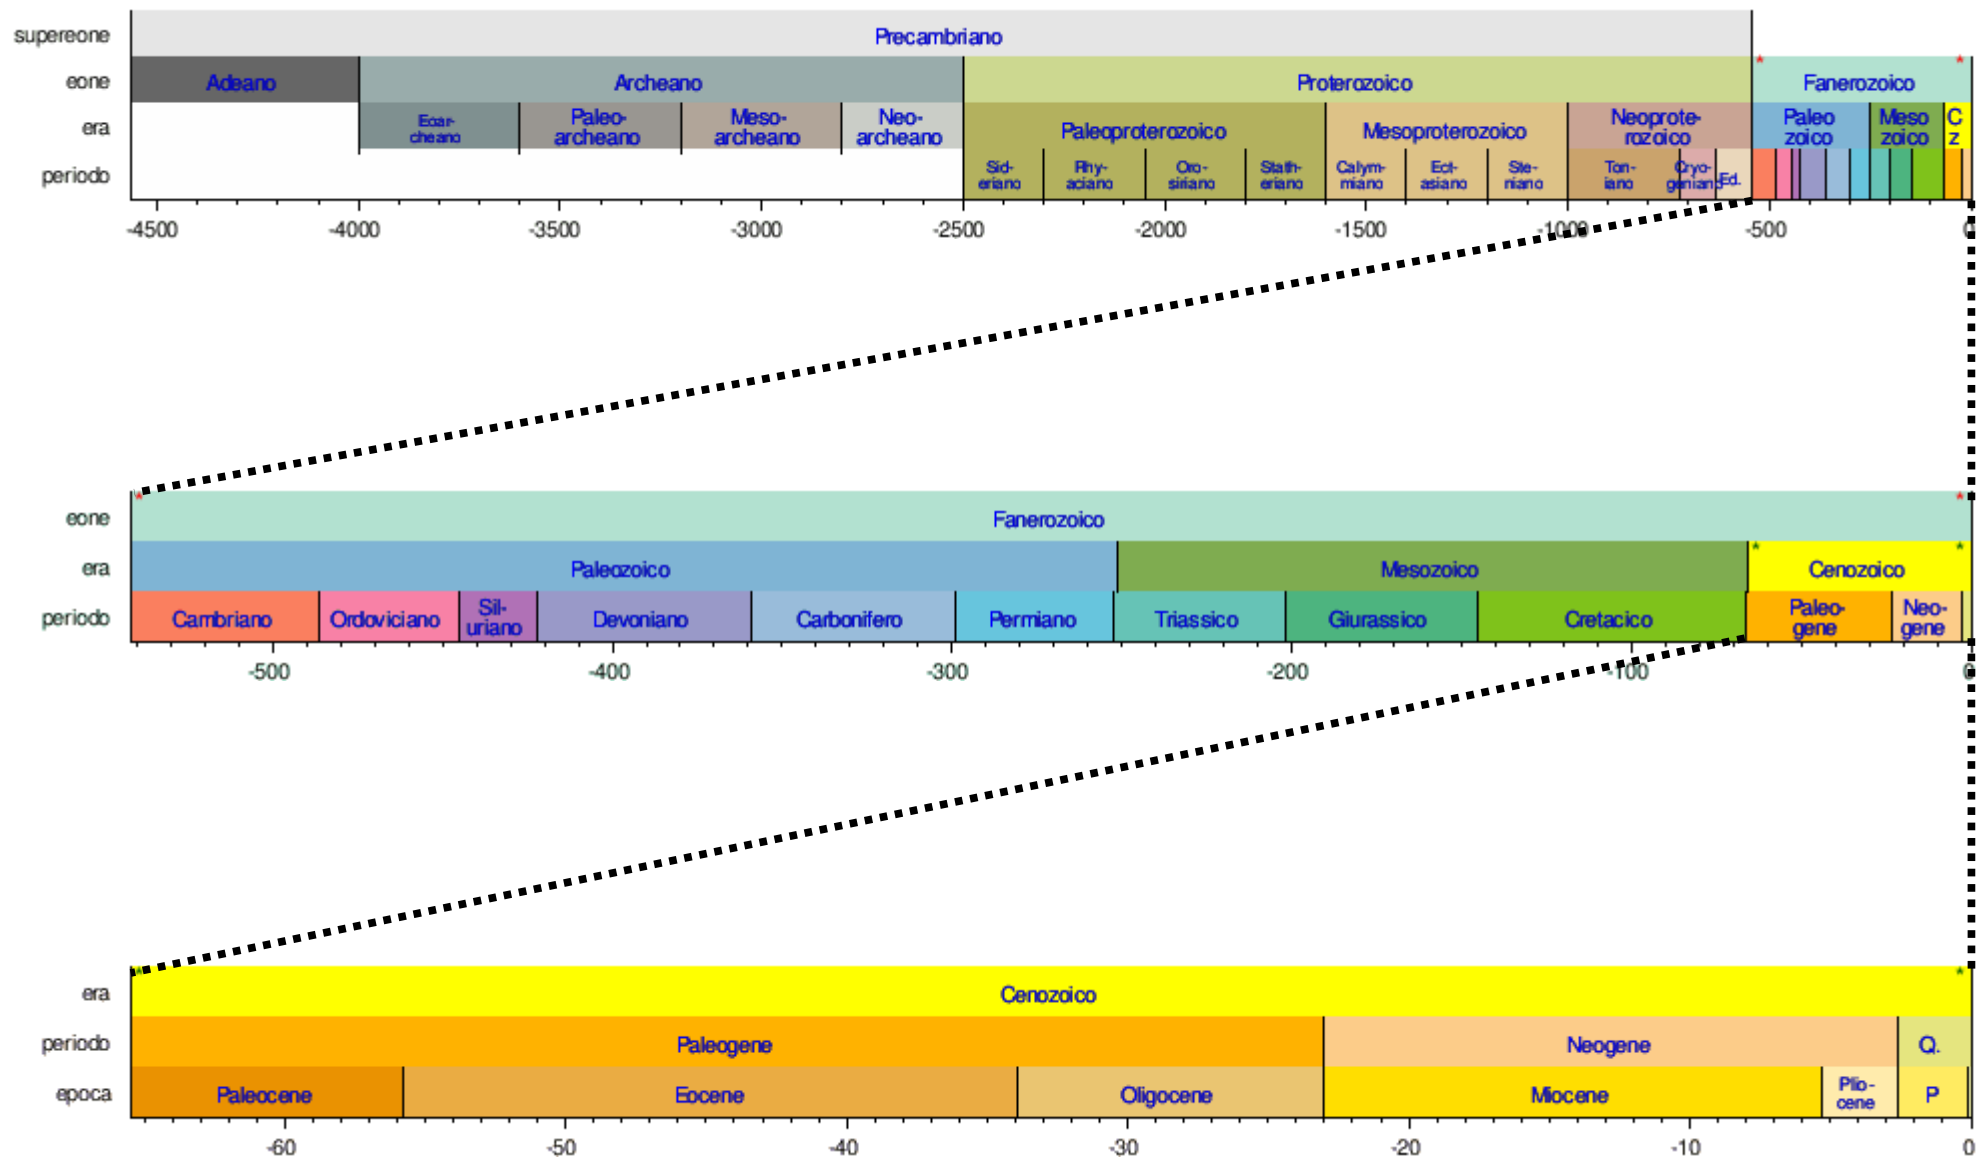 supereone Precambriano
eone Adeano Archeano Proterozoico Fanerozoico
era Eoar-
cheano Paleo-
archeano Meso-
archeano Neo-
archeano Paleoproterozoico Mesoproterozoico Neoprote-
rozoico Paleo
zoico Meso
zoico C
z
periodo Sid-
eriano Rhy-
aciano Oro-
siriano Stath-
eriano Calym-
miano Ect-
asiano Ste-
niano Ton-
iano Cryo-
geniano Ed.
-4500 -4000 -3500 -3000 -2500 -2000 -1500 -1000 -500 0
eone Fanerozoico
era Paleozoico Mesozoico Cenozoico
periodo Cambriano Ordoviciano Sil-
uriano Devoniano Carbonifero Permiano Triassico Giurassico Cretacico Paleo-
gene Neo-
gene
-500 -400 -300 -200 -100 0
era Cenozoico
periodo Paleogene Neogene Q.
epoca Paleocene Eocene Oligocene Miocene Plio-
cene P
-60 -50 -40 -30 -20 -10 0